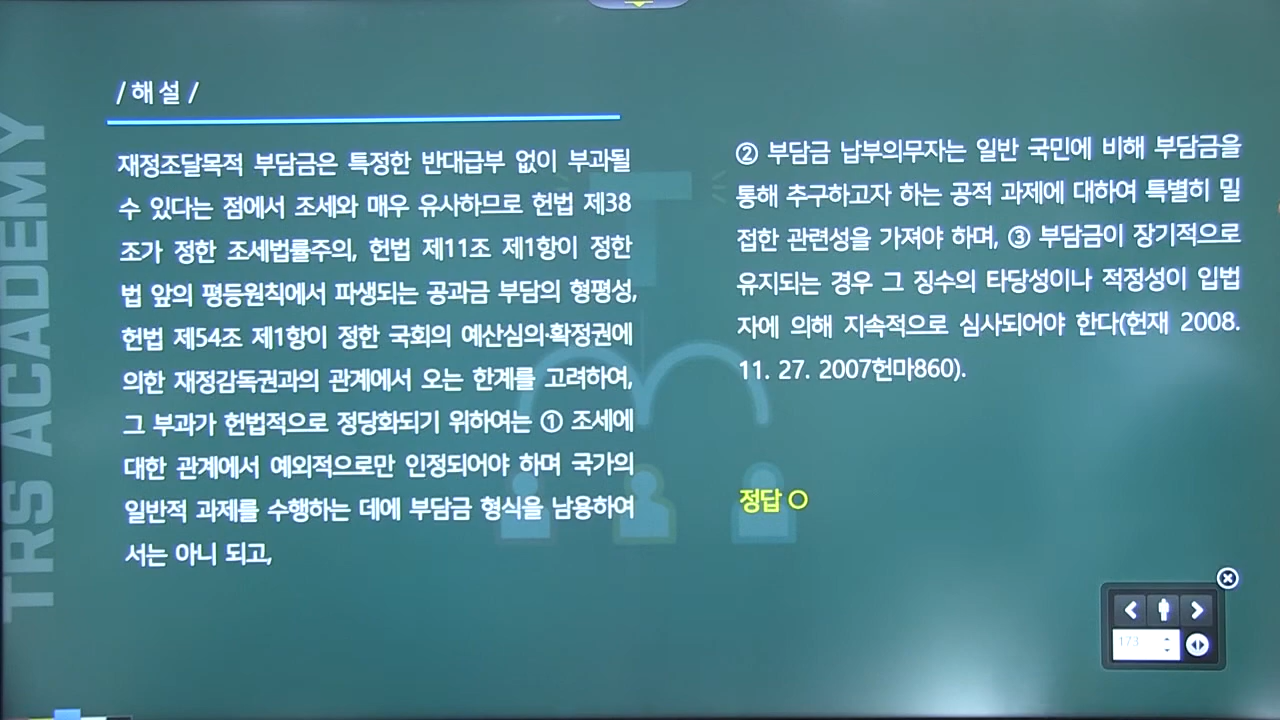 / 해 설 /
재정조달목적 부담금은 특정한 반대급부 없이 부과될
수 있다는 점에서 조세와 매우 유사하므로 헌법 제38
조가 정한 조세법률주의, 헌법 제11조 제1항이 정한
법 앞의 평등원칙에서 파생되는 공과금 부담의 형평성,
헌법 제54조 제1항이 정한 국회의 예산심의·확정권에
의한 재정감독권과의 관계에서 오는 한계를 고려하여,
그 부과가 헌법적으로 정당화되기 위하여는 ① 조세에
대한 관계에서 예외적으로만 인정되어야 하며 국가의
일반적 과제를 수행하는 데에 부담금 형식을 남용하여
서는 아니 되고,
② 부담금 납부의무자는 일반 국민에 비해 부담금을
통해 추구하고자 하는 공적 과제에 대하여 특별히 밀
접한 관련성을 가져야 하며, ③ 부담금이 장기적으로
유지되는 경우 그 징수의 타당성이나 적정성이 입법
자에 의해 지속적으로 심사되어야 한다(헌재 2008.
11. 27. 2007헌마860).
정답 ○
TRS ACADEMY
173